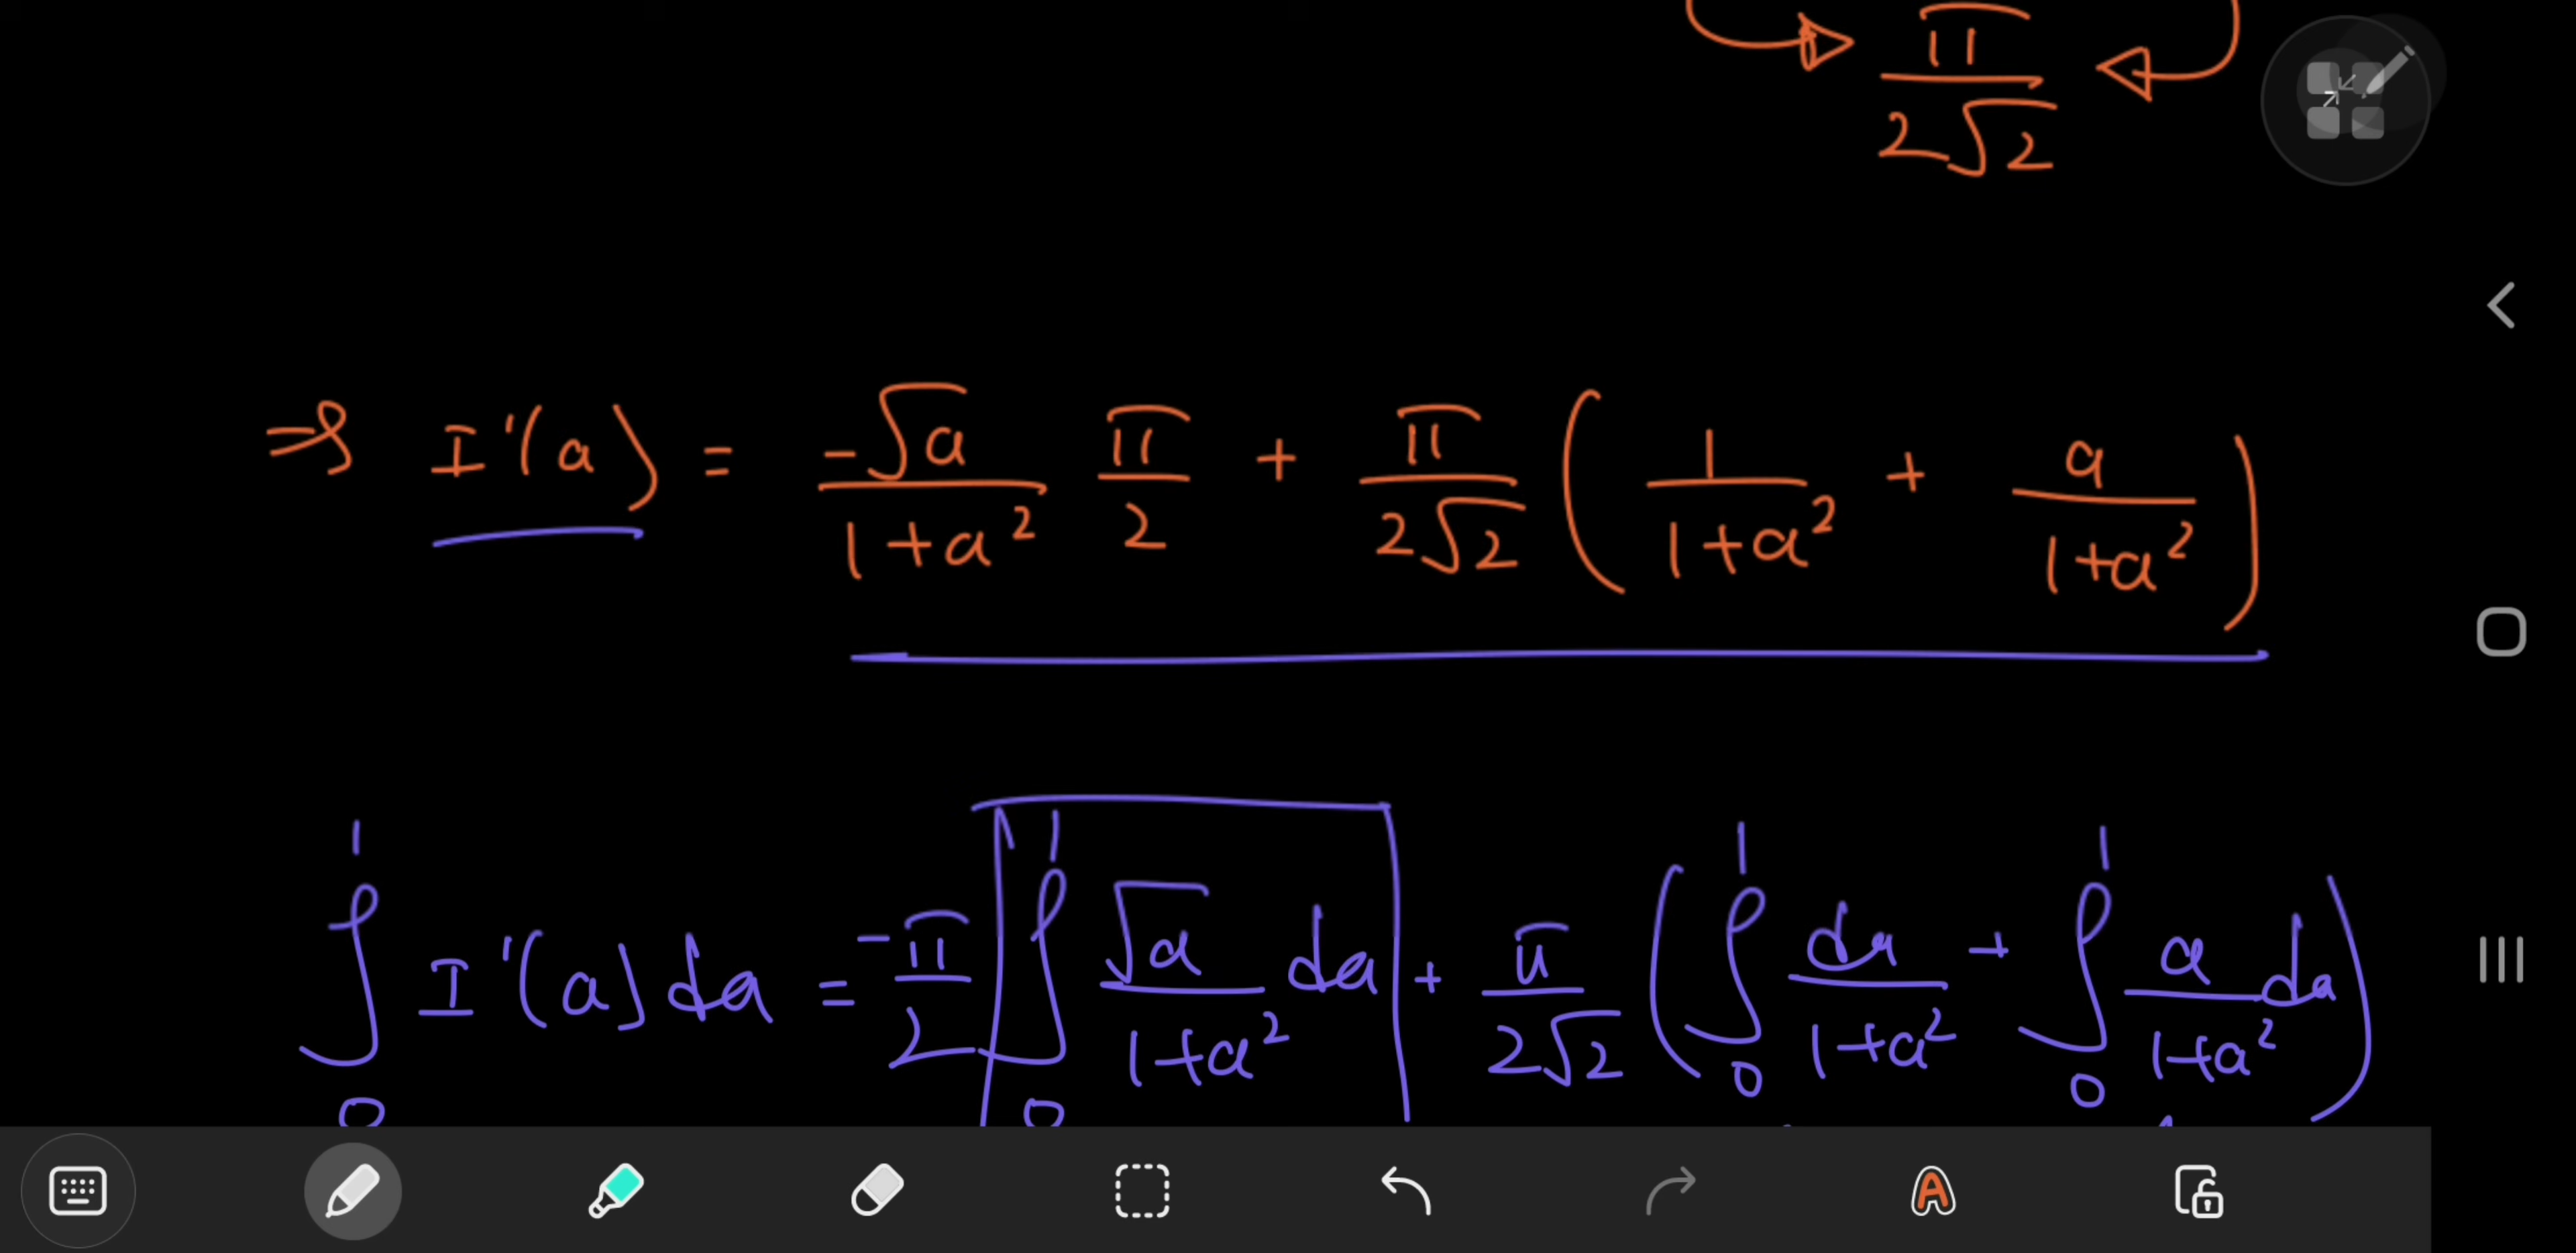 π/(2√2)
⇒ I'(a) = -√a/(1+a²) π/2 + π/(2√2) (1/(1+a²) + a/(1+a²))
∫₀¹ I'(a) da = -π/2 ∫₀¹ √a/(1+a²) da + π/(2√2) (∫₀¹ da/(1+a²) + ∫₀¹ a/(1+a²) da)
A